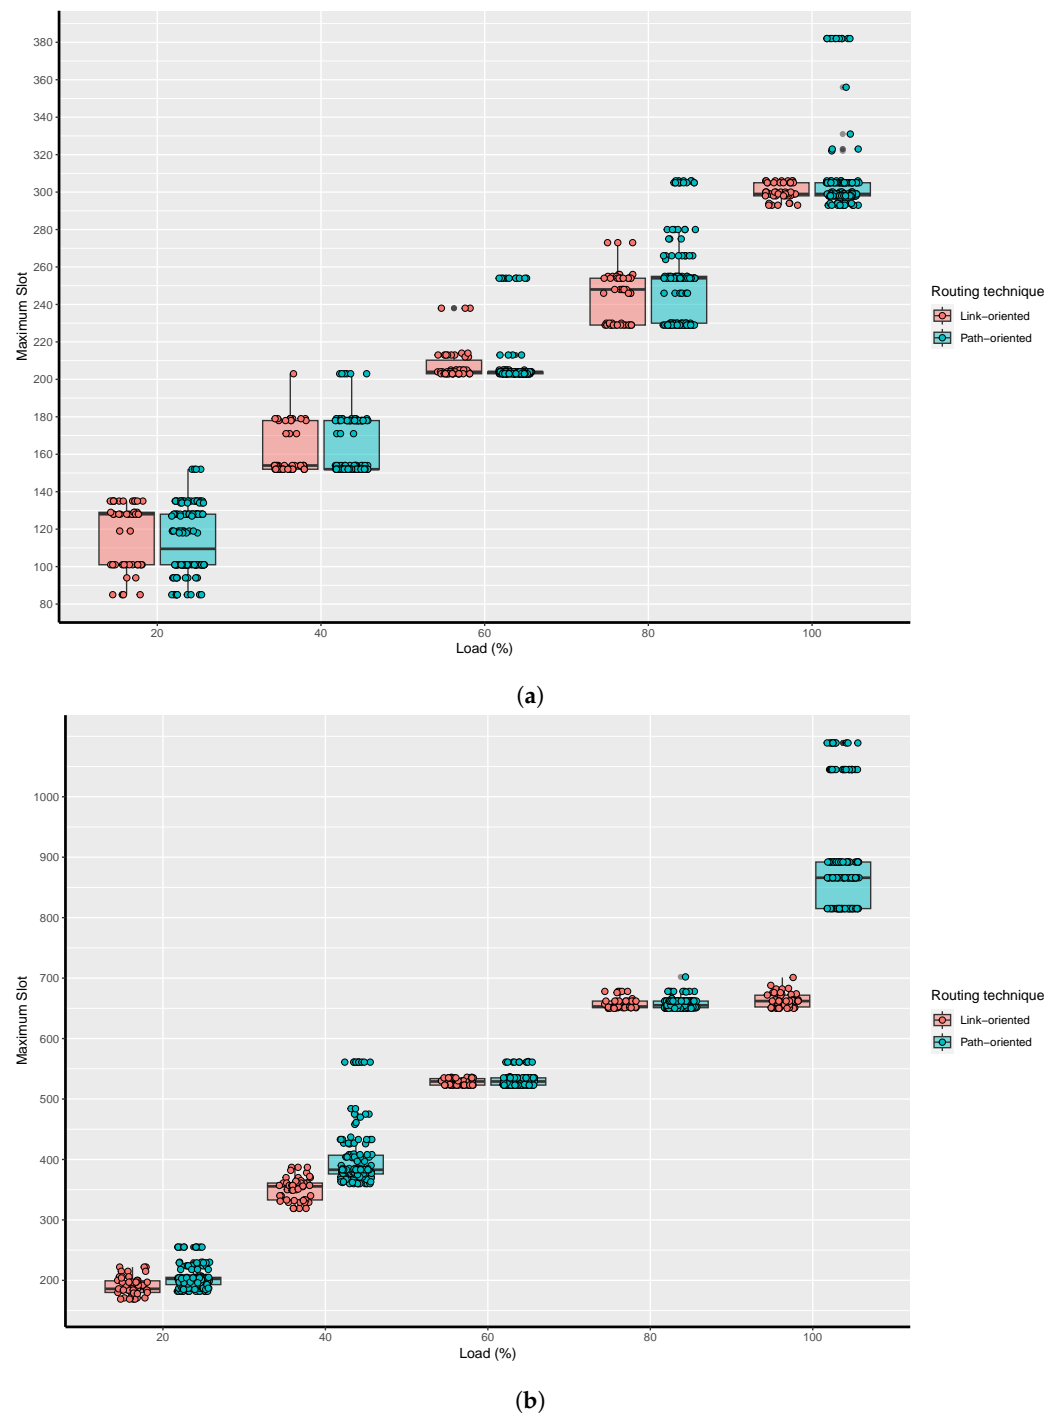 380
360
340
320
300
280
260
240
220
200
180
160
140
120
100
80
Maximum Slot
20 40 60 80 100
Load (%)
Routing technique
Link-oriented
Path-oriented
(a)
1000
900
800
700
600
500
400
300
200
Maximum Slot
20 40 60 80 100
Load (%)
Routing technique
Link-oriented
Path-oriented
(b)